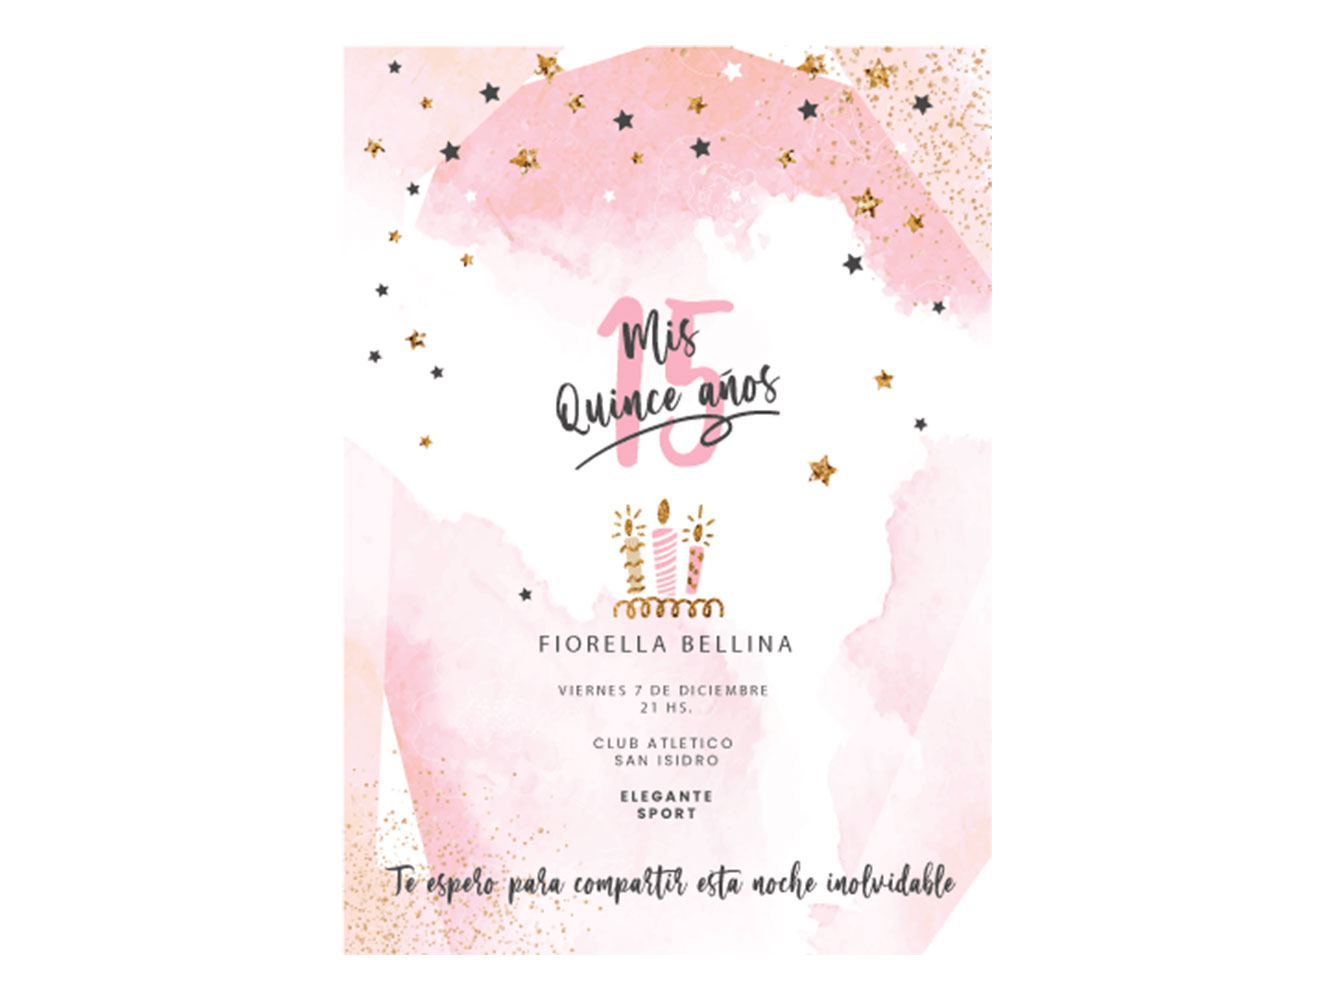 15
Mis
Quince años
FIORELLA BELLINA
VIERNES 7 DE DICIEMBRE
21 HS.
CLUB ATLETICO
SAN ISIDRO
ELEGANTE
SPORT
Te espero para compartir esta noche inolvidable